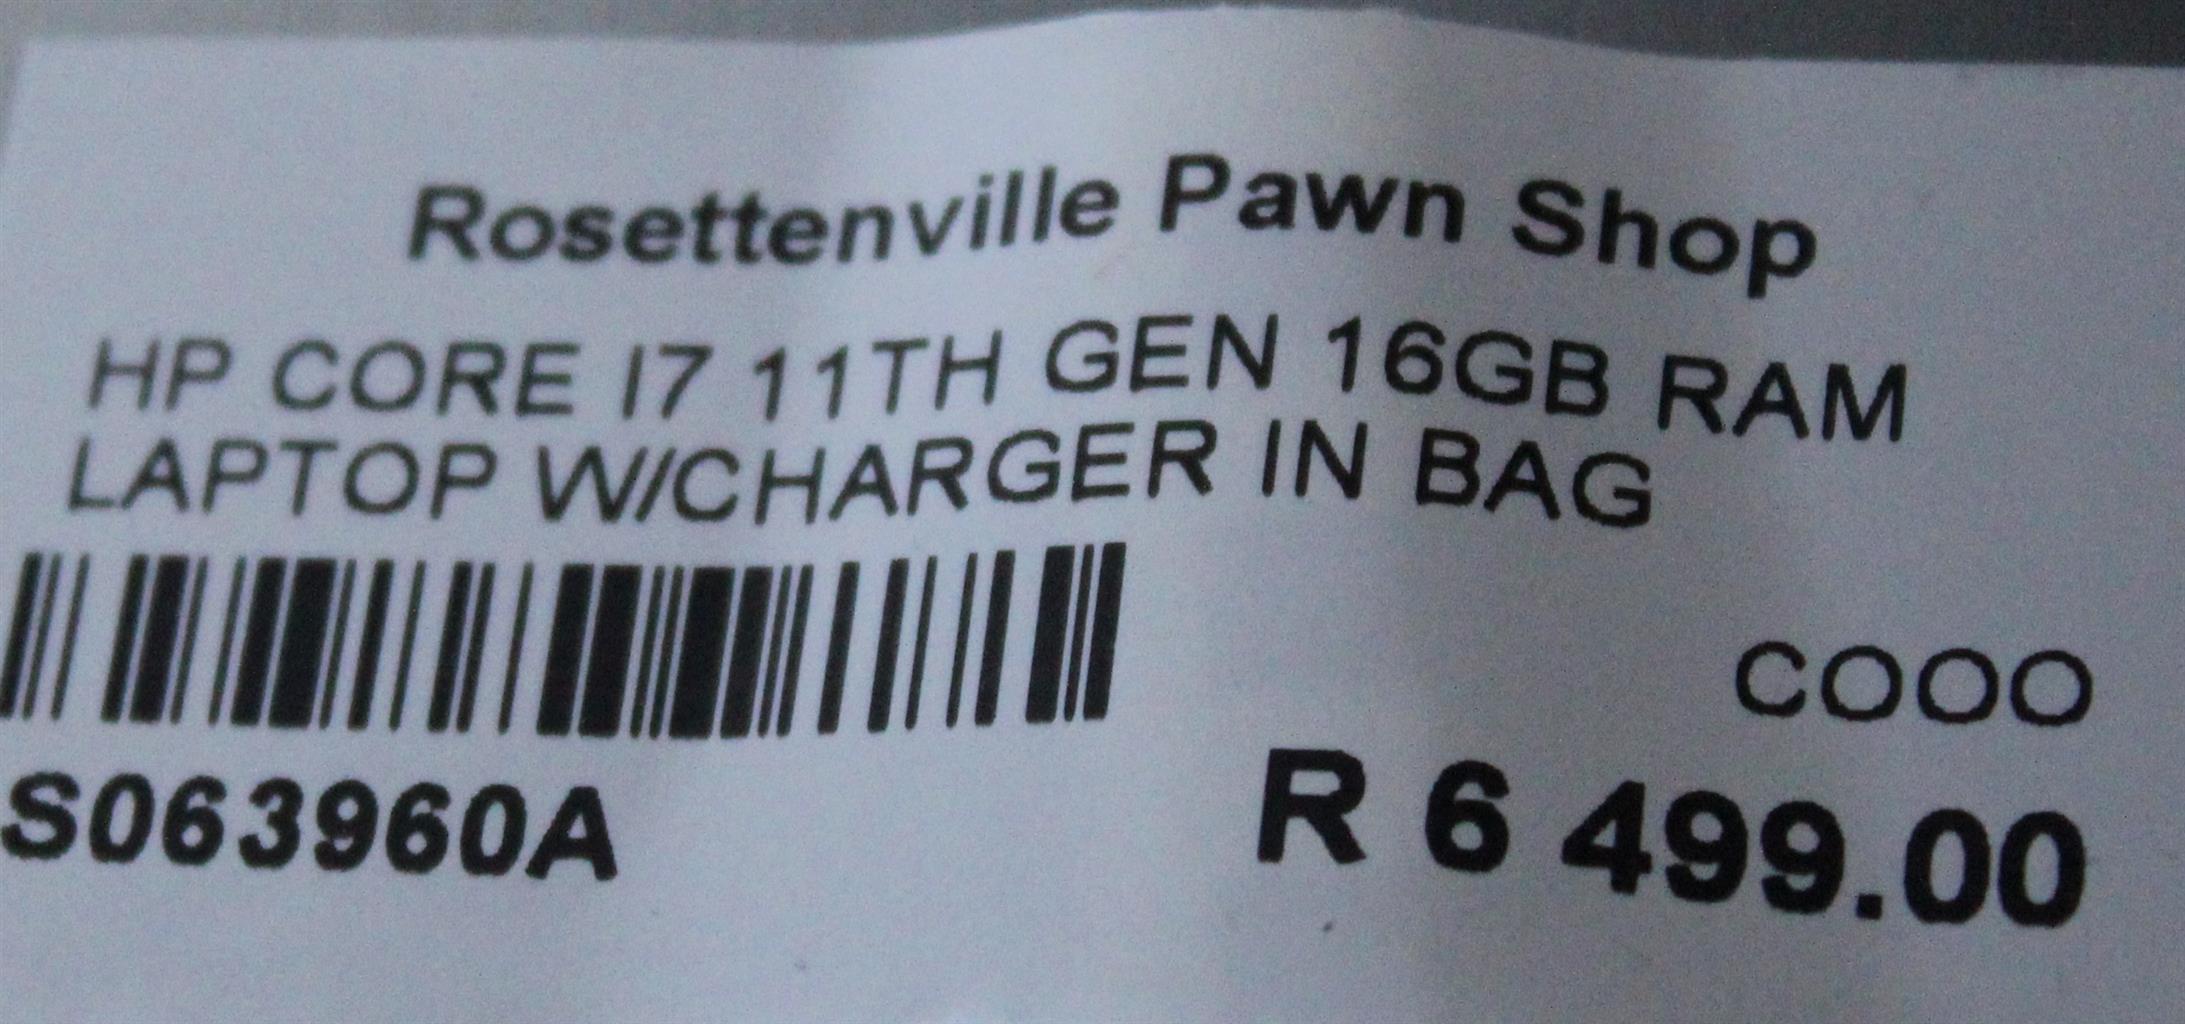 Rosettenville Pawn Shop
HP CORE I7 11TH GEN 16GB RAM
LAPTOP W/CHARGER IN BAG
COOO
S063960A
R 6 499.00